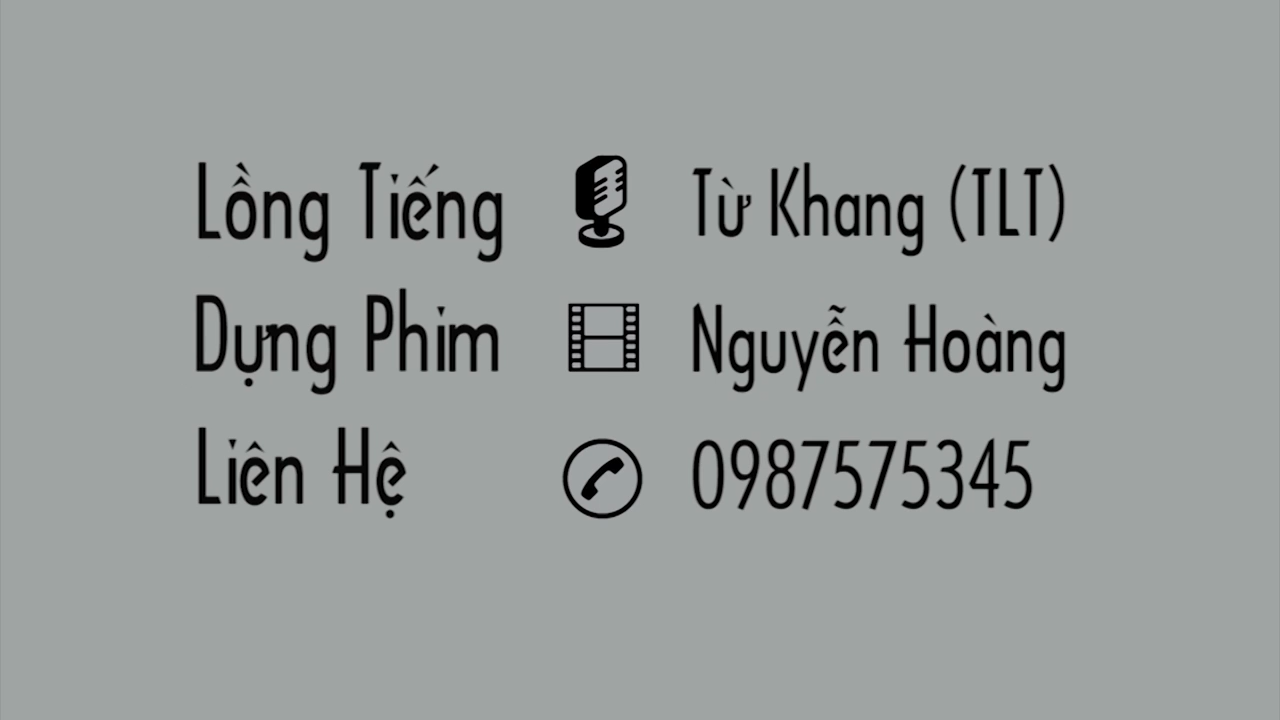 Lồng Tiếng Từ Khang (TLT)
Dựng Phim Nguyễn Hoàng
Liên Hệ 0987575345